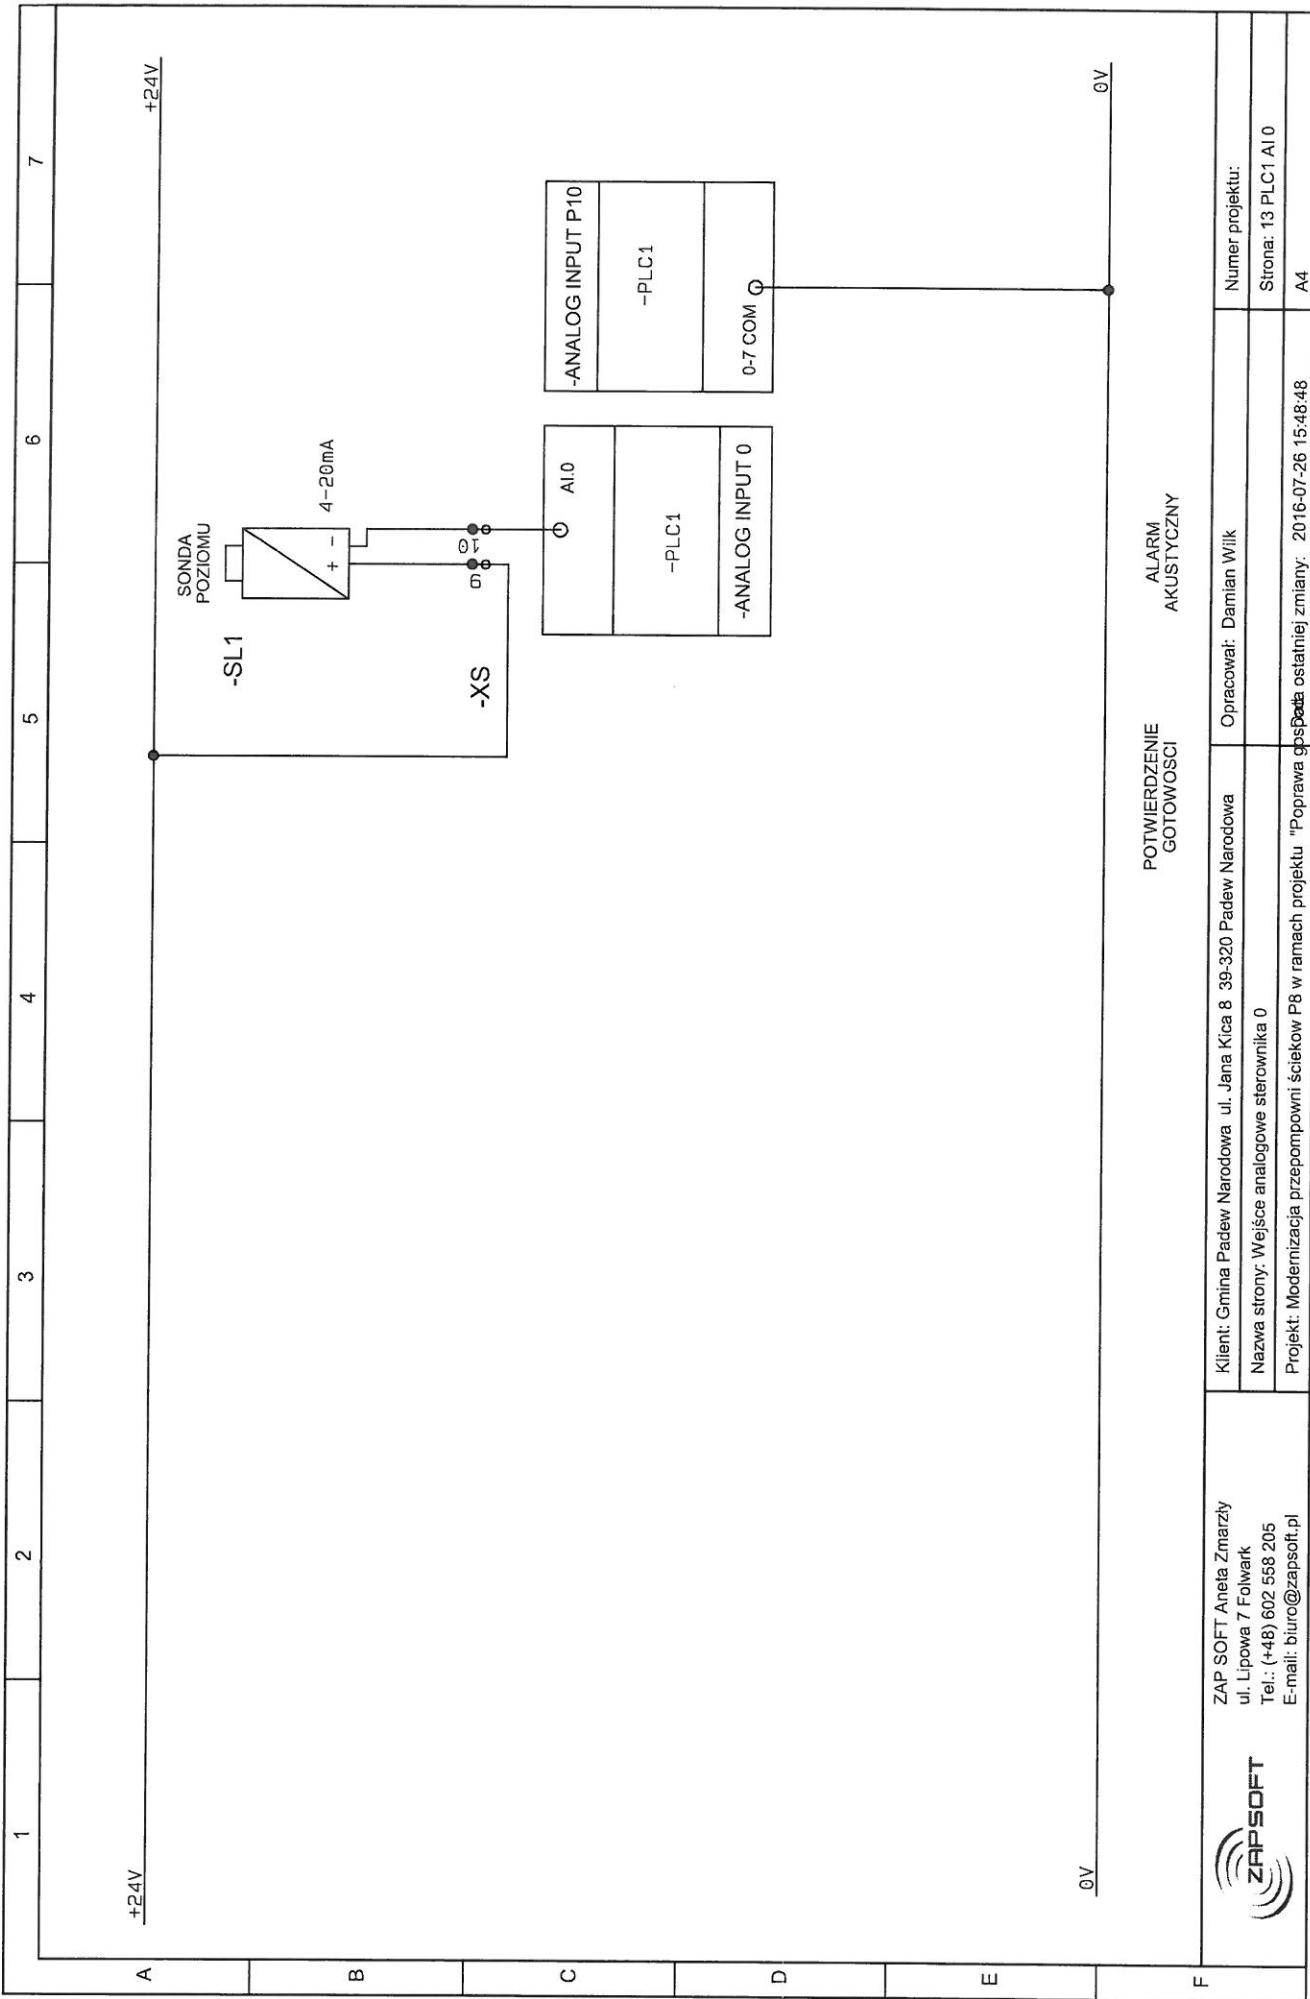 1
2
3
4
5
6
7
A
B
C
D
E
F
+24V
+24V
SONDA
POZIOMU
-SL1
+ -
4-20mA
-XS
9
10
AI.0
-PLC1
-ANALOG INPUT 0
-ANALOG INPUT P10
-PLC1
0-7 COM
0V
0V
POTWIERDZENIE
GOTOWOSCI
ALARM
AKUSTYCZNY
ZAPSOFT
ZAP SOFT Aneta Zmarzły
ul. Lipowa 7 Folwark
Tel.: (+48) 602 558 205
E-mail: biuro@zapsoft.pl
Klient: Gmina Padew Narodowa ul. Jana Kica 8 39-320 Padew Narodowa
Opracował: Damian Wilk
Numer projektu:
Nazwa strony: Wejśce analogowe sterownika 0
Strona: 13 PLC1 AI 0
Projekt: Modernizacja przepompowni ściekow P8 w ramach projektu "Poprawa gospod
Data ostatniej zmiany: 2016-07-26 15:48:48
A4